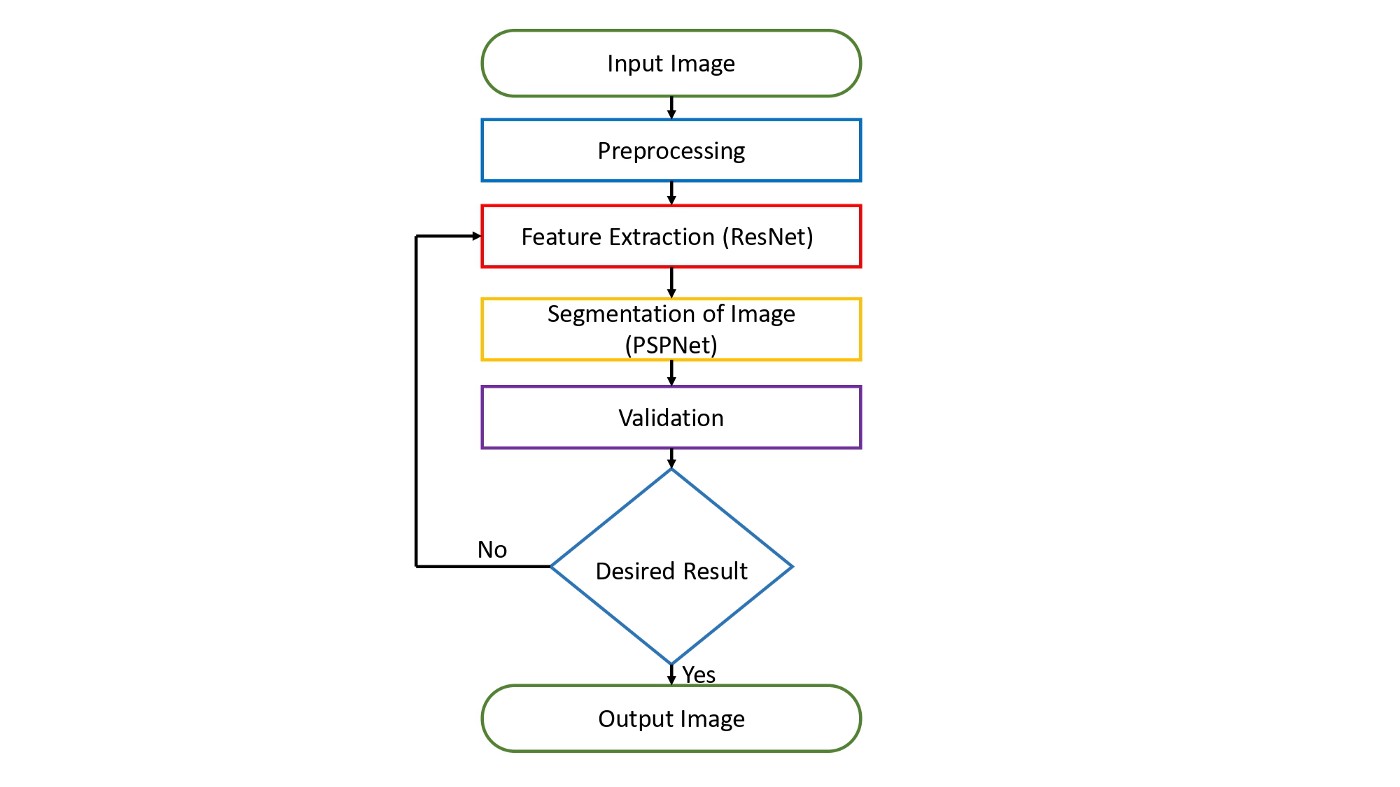 Input Image
Preprocessing
Feature Extraction (ResNet)
Segmentation of Image
(PSPNet)
Validation
No
Desired Result
Yes
Output Image